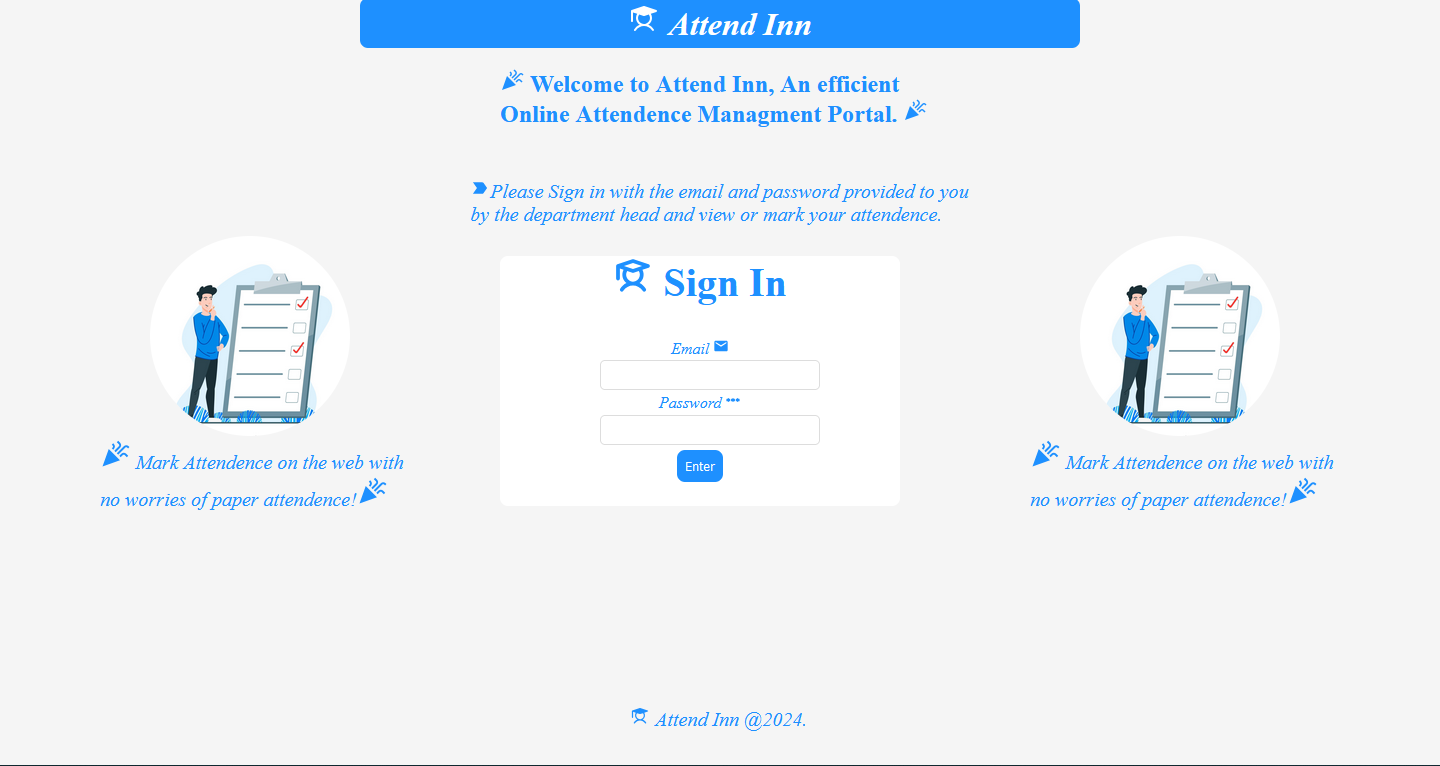 Attend Inn
Welcome to Attend Inn, An efficient
Online Attendence Managment Portal.
Please Sign in with the email and password provided to you
by the department head and view or mark your attendence.
Sign In
Email
Password
Enter
Mark Attendence on the web with
no worries of paper attendence!
Mark Attendence on the web with
no worries of paper attendence!
Attend Inn @2024.